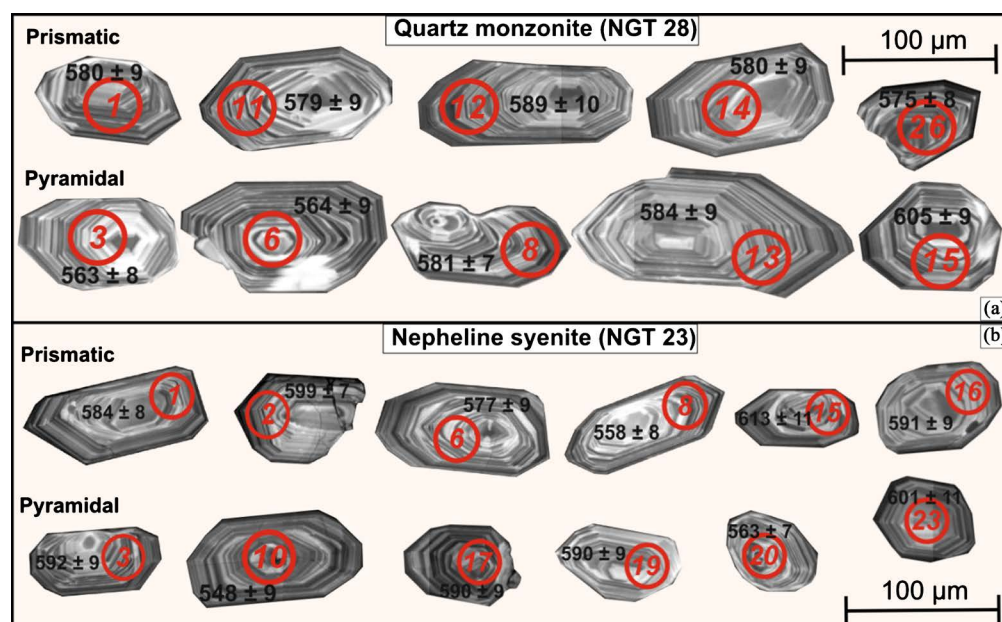 Quartz monzonite (NGT 28)
Prismatic
100 µm
580 ± 9
1
11
579 ± 9
12
589 ± 10
580 ± 9
14
575 ± 8
26
Pyramidal
3
563 ± 8
564 ± 9
6
581 ± 7
8
584 ± 9
13
605 ± 9
15
(a)
Nepheline syenite (NGT 23)
(b)
Prismatic
584 ± 8
1
599 ± 7
2
577 ± 9
6
558 ± 8
8
613 ± 11
15
591 ± 9
16
Pyramidal
592 ± 9
3
10
548 ± 9
17
590 ± 9
19
563 ± 7
20
601 ± 11
23
100 µm